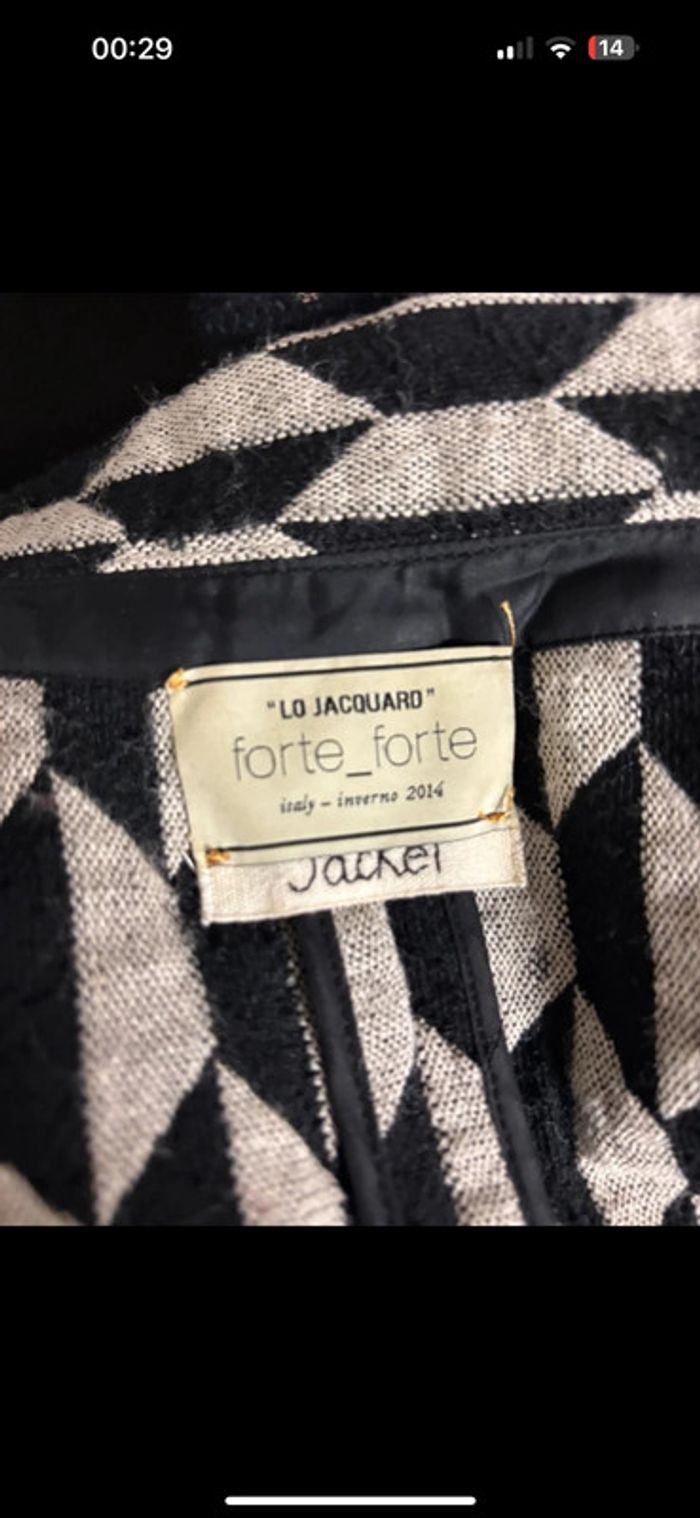 00:29
14
"LO JACQUARD"
forte_forte
italy – inverno 2014
Jacket